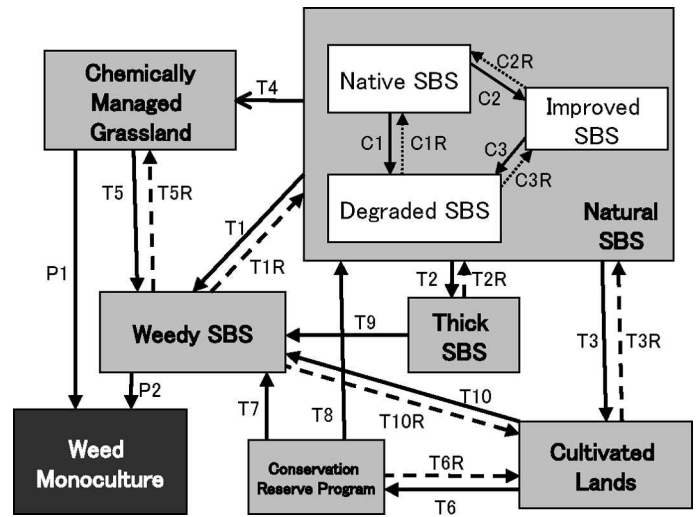 Chemically
Managed
Grassland
T4
Native SBS
C2R
C2
Improved
SBS
C1
C1R
C3
C3R
Degraded SBS
Natural
SBS
T5
T5R
T1
T1R
P1
T2
T2R
T3
T3R
Weedy SBS
T9
Thick
SBS
P2
T7
T8
T10
T10R
Weed
Monoculture
Conservation
Reserve Program
T6R
T6
Cultivated
Lands